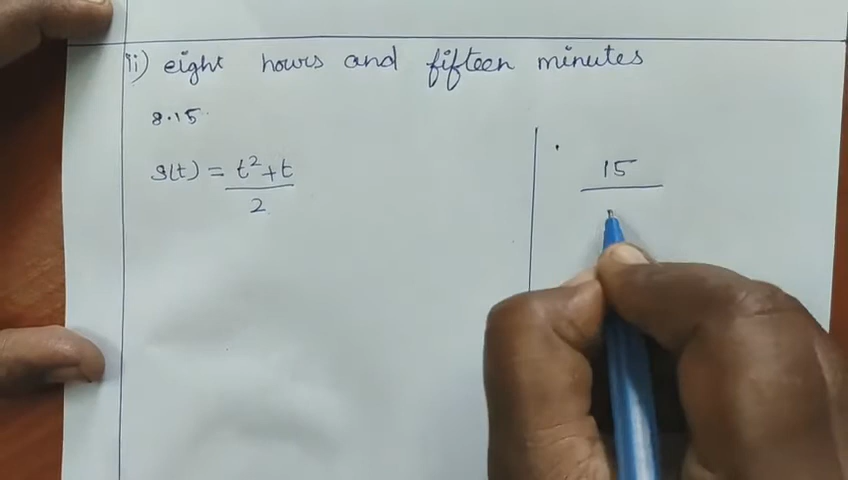 ii) eight hours and fifteen minutes
8.15
S(t) = t²+t
2
15